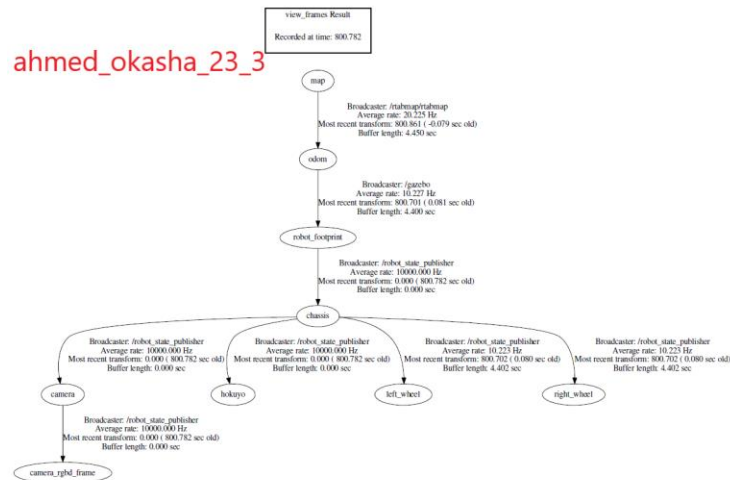 view_frames Result
Recorded at time: 800.782
ahmed_okasha_23_3
map
Broadcaster: /rtabmap/rtabmap
Average rate: 20.225 Hz
Most recent transform: 800.861 ( -0.079 sec old)
Buffer length: 4.450 sec
odom
Broadcaster: /gazebo
Average rate: 10.227 Hz
Most recent transform: 800.701 ( 0.081 sec old)
Buffer length: 4.400 sec
robot_footprint
Broadcaster: /robot_state_publisher
Average rate: 10000.000 Hz
Most recent transform: 0.000 ( 800.782 sec old)
Buffer length: 0.000 sec
chassis
Broadcaster: /robot_state_publisher
Average rate: 10000.000 Hz
Most recent transform: 0.000 ( 800.782 sec old)
Buffer length: 0.000 sec
Broadcaster: /robot_state_publisher
Average rate: 10000.000 Hz
Most recent transform: 0.000 ( 800.782 sec old)
Buffer length: 0.000 sec
Broadcaster: /robot_state_publisher
Average rate: 10.223 Hz
Most recent transform: 800.702 ( 0.080 sec old)
Buffer length: 4.402 sec
Broadcaster: /robot_state_publisher
Average rate: 10.223 Hz
Most recent transform: 800.702 ( 0.080 sec old)
Buffer length: 4.402 sec
camera
hokuyo
left_wheel
right_wheel
Broadcaster: /robot_state_publisher
Average rate: 10000.000 Hz
Most recent transform: 0.000 ( 800.782 sec old)
Buffer length: 0.000 sec
camera_rgbd_frame